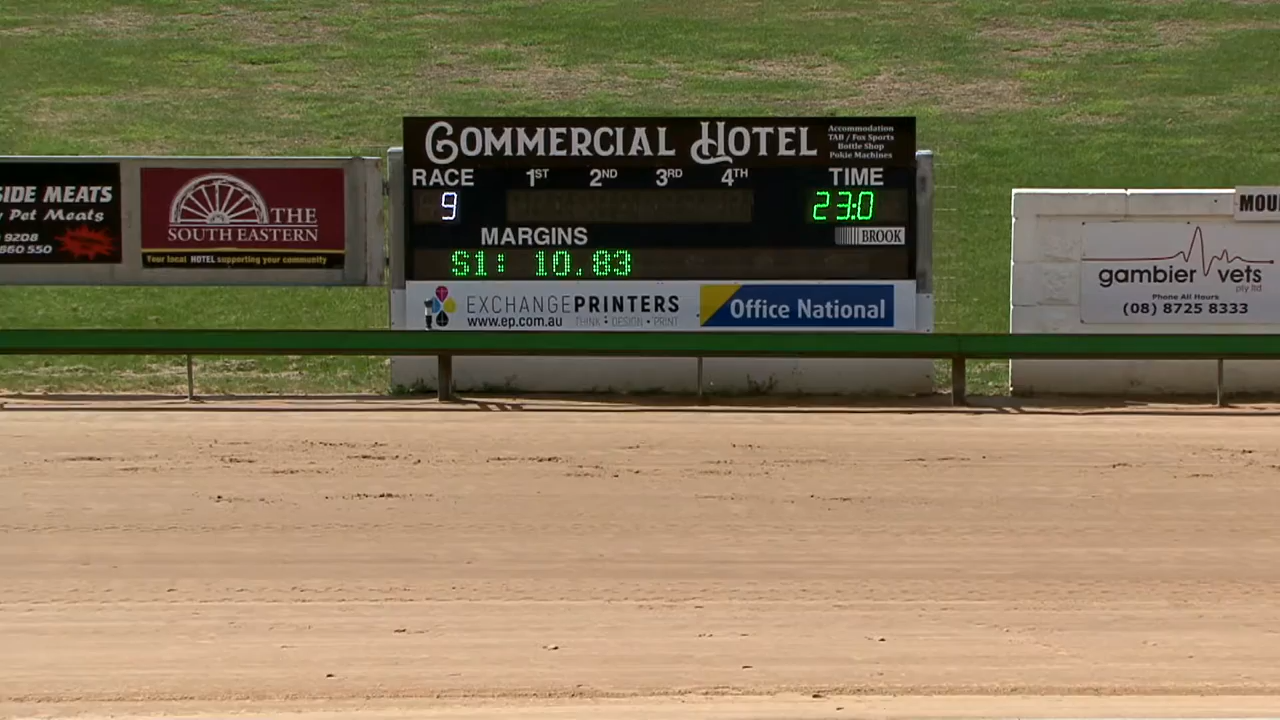 COMMERCIAL HOTEL
Accommodation
TAB / Fox Sports
Bottle Shop
Pokie Machines
RACE 1ST 2ND 3RD 4TH TIME
9 23:0
MARGINS BROOK
S1: 10.83
EXCHANGEPRINTERS
www.ep.com.au THINK : DESIGN • PRINT
Office National
SIDE MEATS
y Pet Meats
9208
860 550
THE
SOUTH EASTERN
Your local HOTEL supporting your community
MOU
gambier vets
pty ltd
Phone All Hours
(08) 8725 8333